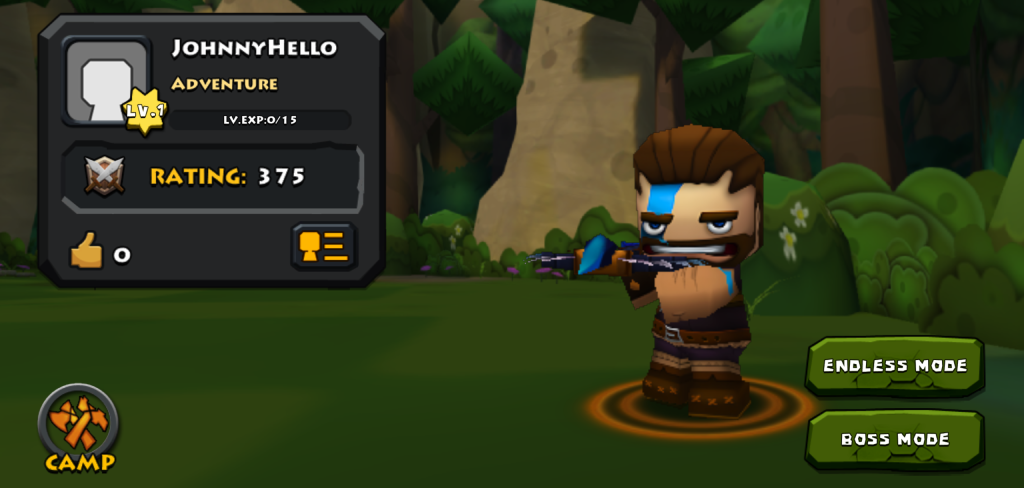 JohnnyHello
Adventure
LV.1
LV.EXP:0/15
RATING: 375
0
CAMP
ENDLESS MODE
BOSS MODE